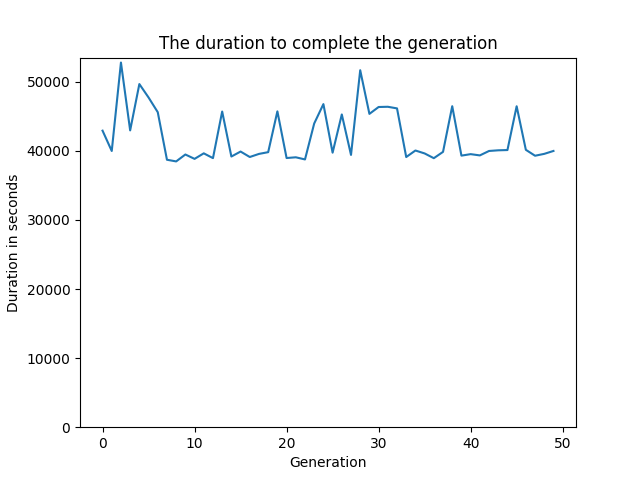 The duration to complete the generation
Duration in seconds
50000
40000
30000
20000
10000
0
0 10 20 30 40 50
Generation